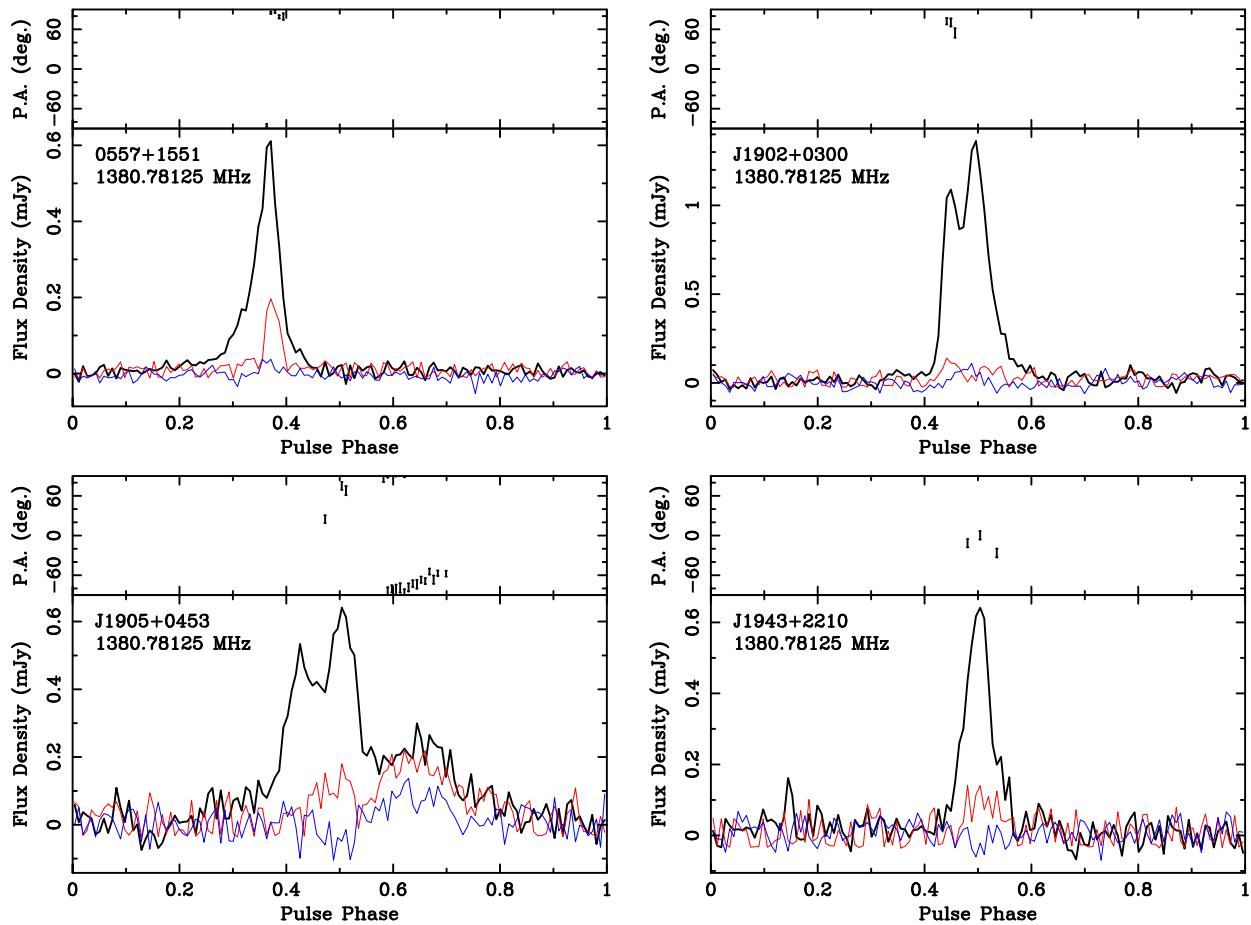 P.A. (deg.)
60
0
−60
0557+1551
1380.78125 MHz
Flux Density (mJy)
0.6
0.4
0.2
0
0
0.2
0.4
0.6
0.8
1
Pulse Phase
P.A. (deg.)
60
0
−60
J1902+0300
1380.78125 MHz
Flux Density (mJy)
1
0.5
0
0
0.2
0.4
0.6
0.8
1
Pulse Phase
P.A. (deg.)
60
0
−60
J1905+0453
1380.78125 MHz
Flux Density (mJy)
0.6
0.4
0.2
0
0
0.2
0.4
0.6
0.8
1
Pulse Phase
P.A. (deg.)
60
0
−60
J1943+2210
1380.78125 MHz
Flux Density (mJy)
0.6
0.4
0.2
0
0
0.2
0.4
0.6
0.8
1
Pulse Phase